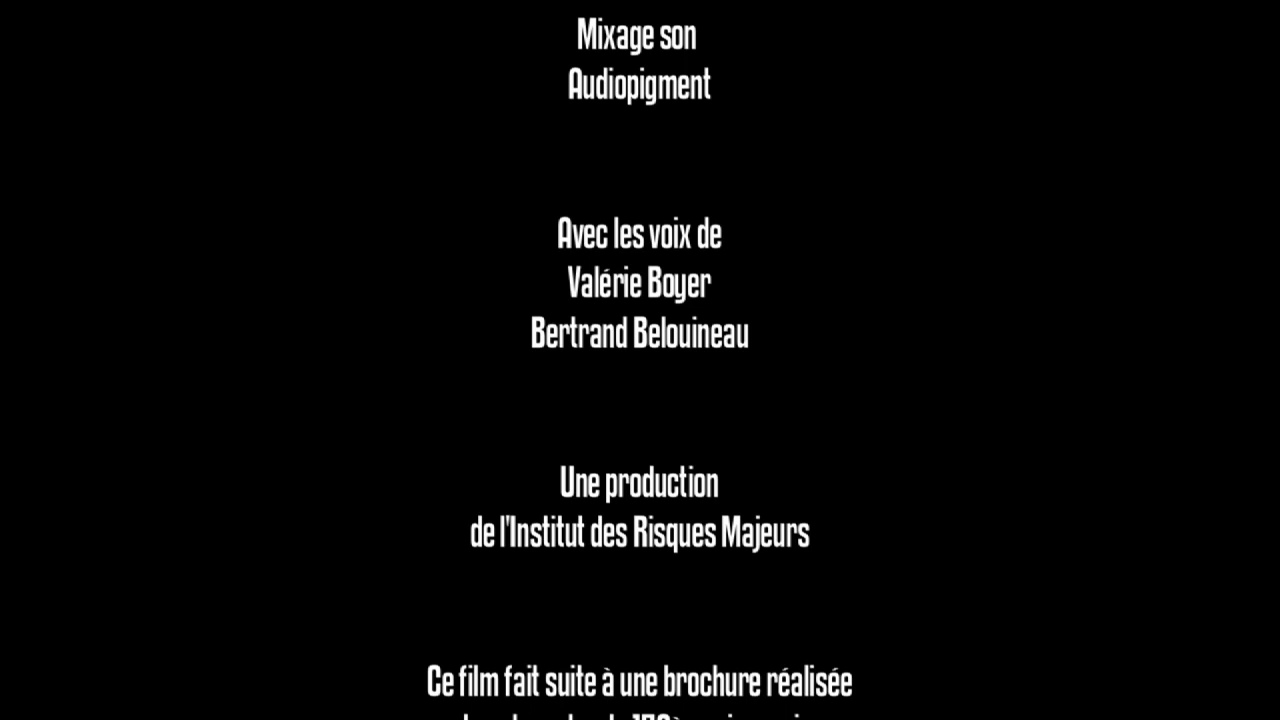 Mixage son
Audiopigment
Avec les voix de
Valérie Boyer
Bertrand Belouineau
Une production
de l'Institut des Risques Majeurs
Ce film fait suite à une brochure réalisée